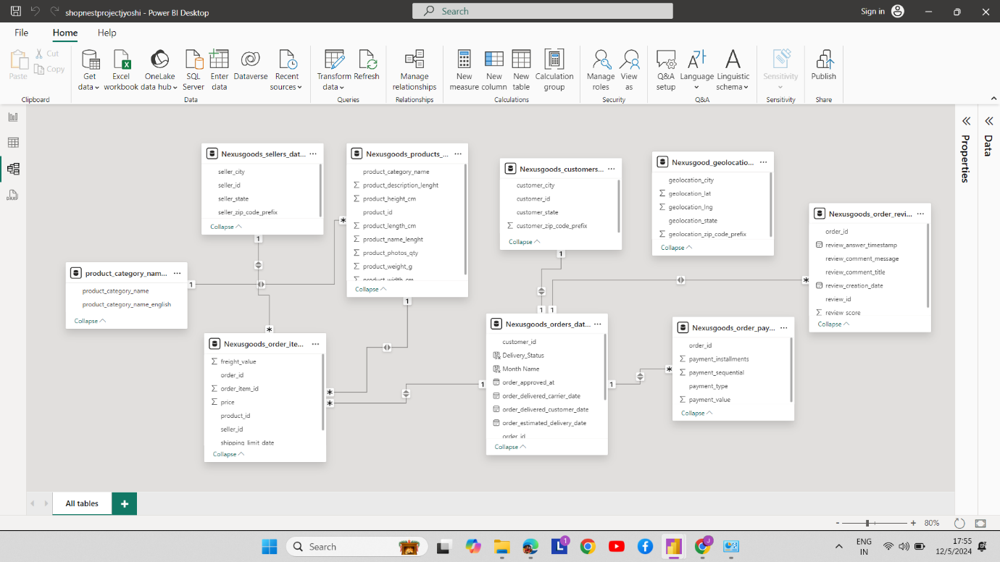 shopnestprojectjyoshi - Power BI Desktop
Search
Sign in
File
Home
Help
Paste
Cut
Copy
Clipboard
Get data
Excel workbook
OneLake data hub
SQL Server
Enter data
Dataverse
Recent sources
Data
Transform data
Refresh
Queries
Manage relationships
Relationships
New measure
New column
New table
Calculation group
Calculations
Manage roles
View as
Security
Q&A setup
Language
Linguistic schema
Q&A
Sensitivity
Sensitivity
Publish
Share
Properties
Data
Nexusgoods_sellers_dat...
seller_city
seller_id
seller_state
seller_zip_code_prefix
Collapse
Nexusgoods_products_...
product_category_name
product_description_lenght
product_height_cm
product_id
product_length_cm
product_name_lenght
product_photos_qty
product_weight_g
product_width_cm
Collapse
Nexusgoods_customers...
customer_city
customer_id
customer_state
customer_zip_code_prefix
Collapse
Nexusgood_geolocatio...
geolocation_city
geolocation_lat
geolocation_lng
geolocation_state
geolocation_zip_code_prefix
Collapse
Nexusgoods_order_revi...
order_id
review_answer_timestamp
review_comment_message
review_comment_title
review_creation_date
review_id
review_score
Collapse
product_category_nam...
product_category_name
product_category_name_english
Collapse
Nexusgoods_order_ite...
freight_value
order_id
order_item_id
price
product_id
seller_id
shipping_limit_date
Collapse
Nexusgoods_orders_dat...
customer_id
Delivery_Status
Month Name
order_approved_at
order_delivered_carrier_date
order_delivered_customer_date
order_estimated_delivery_date
order_id
Collapse
Nexusgoods_order_pay...
order_id
payment_installments
payment_sequential
payment_type
payment_value
Collapse
1
*
1
*
1
1
1
*
1
*
*
1
1
*
All tables
+
- + 80%
Search
1
J
ENG
IN
17:55
12/5/2024